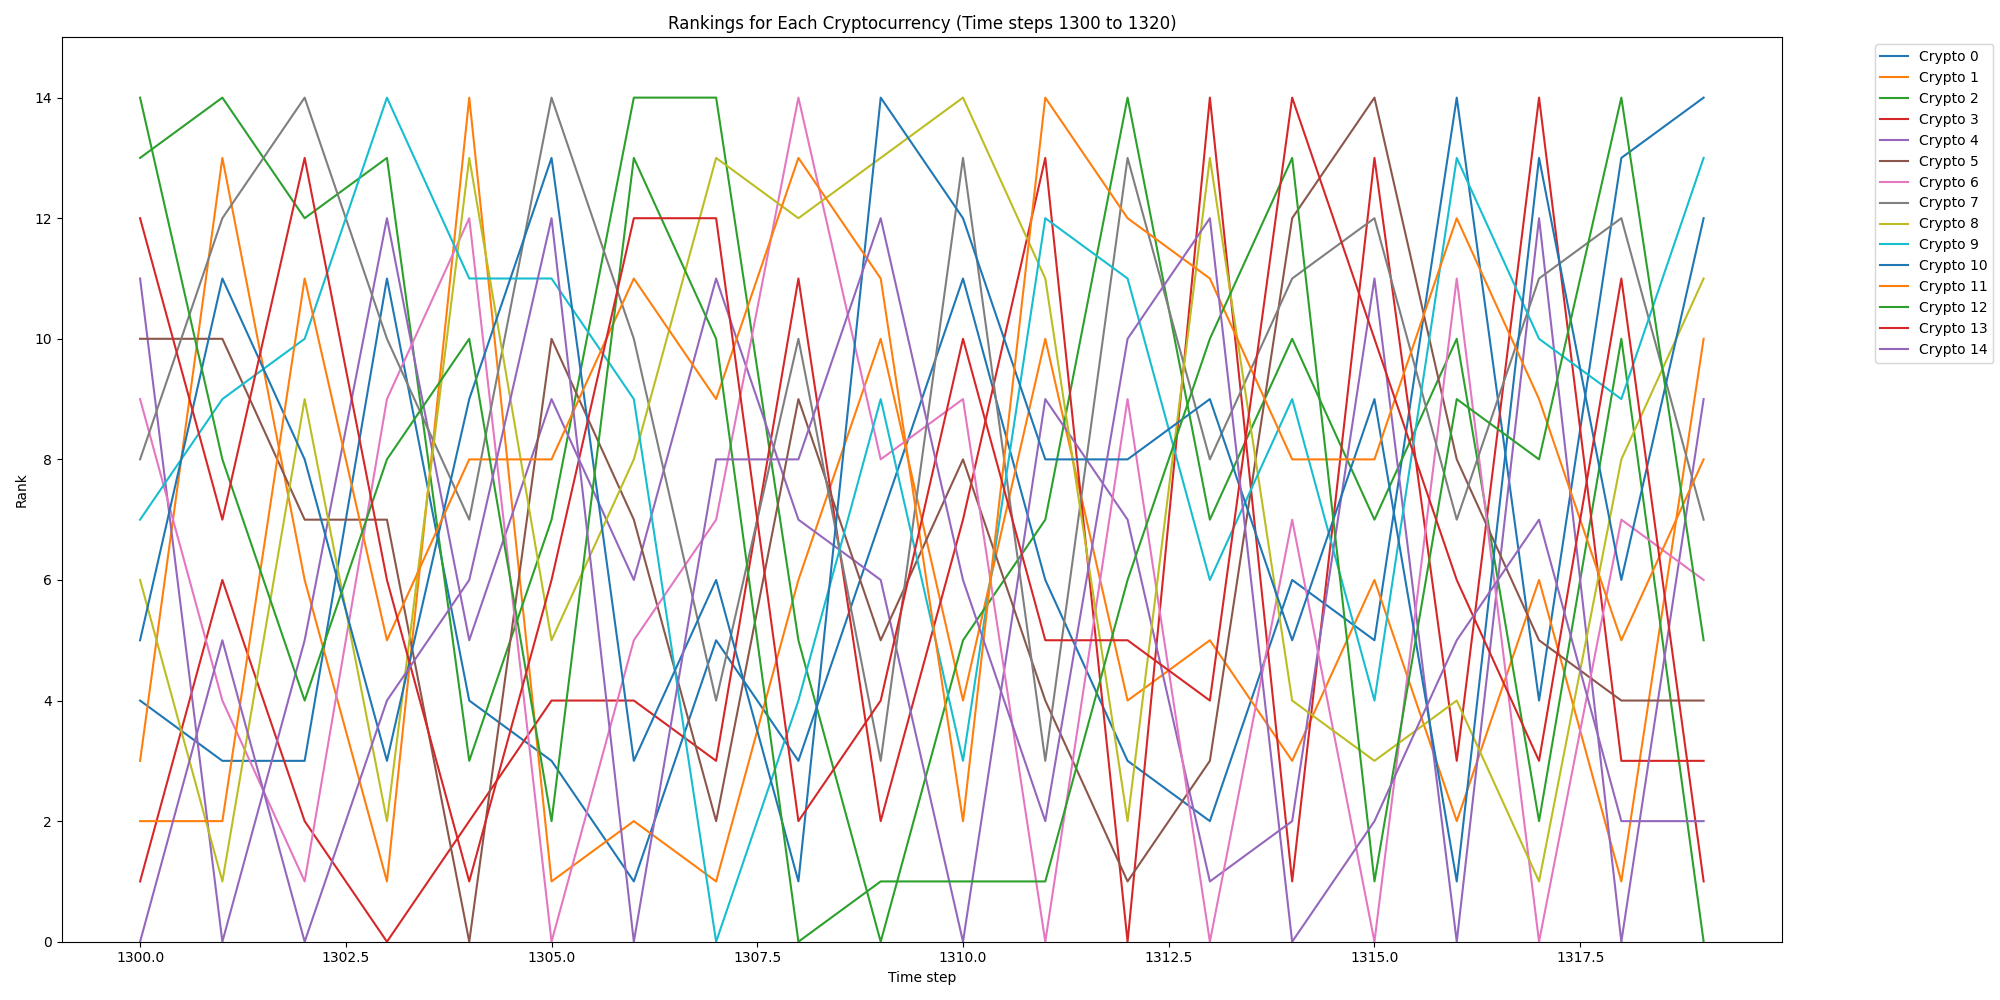 Rankings for Each Cryptocurrency (Time steps 1300 to 1320)
14
12
10
8
6
4
2
0
Rank
1300.0
1302.5
1305.0
1307.5
1310.0
1312.5
1315.0
1317.5
Time step
Crypto 0
Crypto 1
Crypto 2
Crypto 3
Crypto 4
Crypto 5
Crypto 6
Crypto 7
Crypto 8
Crypto 9
Crypto 10
Crypto 11
Crypto 12
Crypto 13
Crypto 14